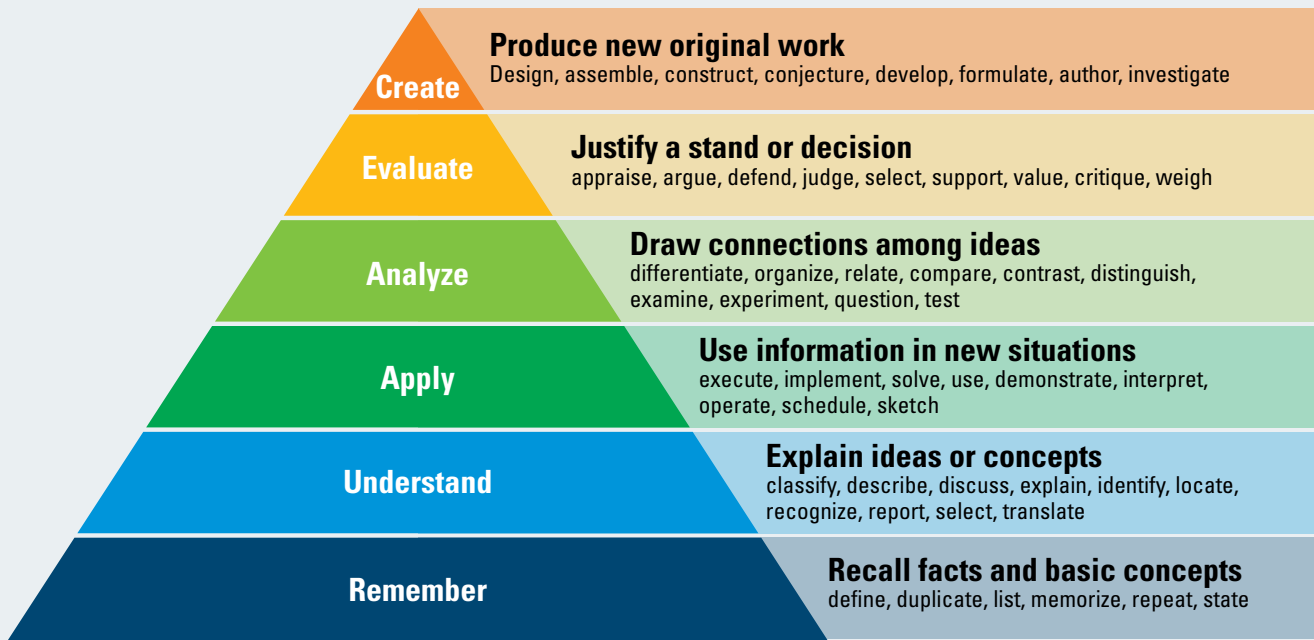 Create
Produce new original work
Design, assemble, construct, conjecture, develop, formulate, author, investigate
Evaluate
Justify a stand or decision
appraise, argue, defend, judge, select, support, value, critique, weigh
Analyze
Draw connections among ideas
differentiate, organize, relate, compare, contrast, distinguish,
examine, experiment, question, test
Apply
Use information in new situations
execute, implement, solve, use, demonstrate, interpret,
operate, schedule, sketch
Understand
Explain ideas or concepts
classify, describe, discuss, explain, identify, locate,
recognize, report, select, translate
Remember
Recall facts and basic concepts
define, duplicate, list, memorize, repeat, state